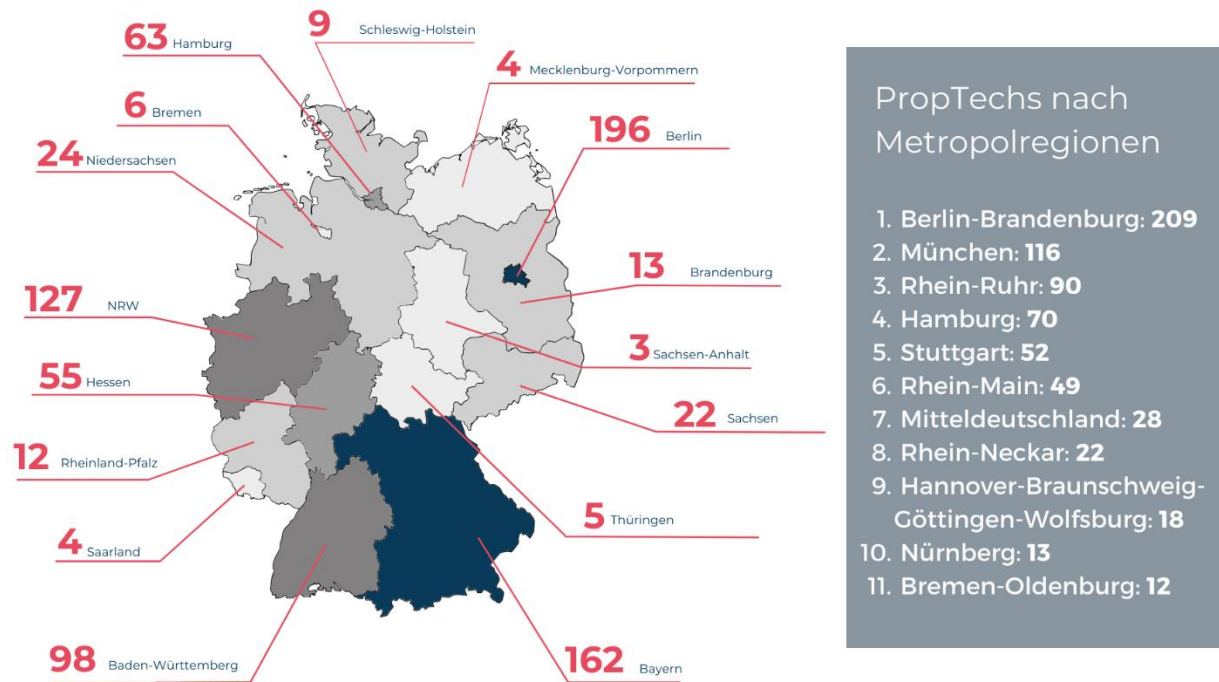 9 Schleswig-Holstein
63 Hamburg
4 Mecklenburg-Vorpommern
6 Bremen
196 Berlin
24 Niedersachsen
13 Brandenburg
127 NRW
3 Sachsen-Anhalt
55 Hessen
22 Sachsen
12 Rheinland-Pfalz
5 Thüringen
4 Saarland
98 Baden-Württemberg
162 Bayern
PropTechs nach
Metropolregionen
1. Berlin-Brandenburg: 209
2. München: 116
3. Rhein-Ruhr: 90
4. Hamburg: 70
5. Stuttgart: 52
6. Rhein-Main: 49
7. Mitteldeutschland: 28
8. Rhein-Neckar: 22
9. Hannover-Braunschweig-
Göttingen-Wolfsburg: 18
10. Nürnberg: 13
11. Bremen-Oldenburg: 12